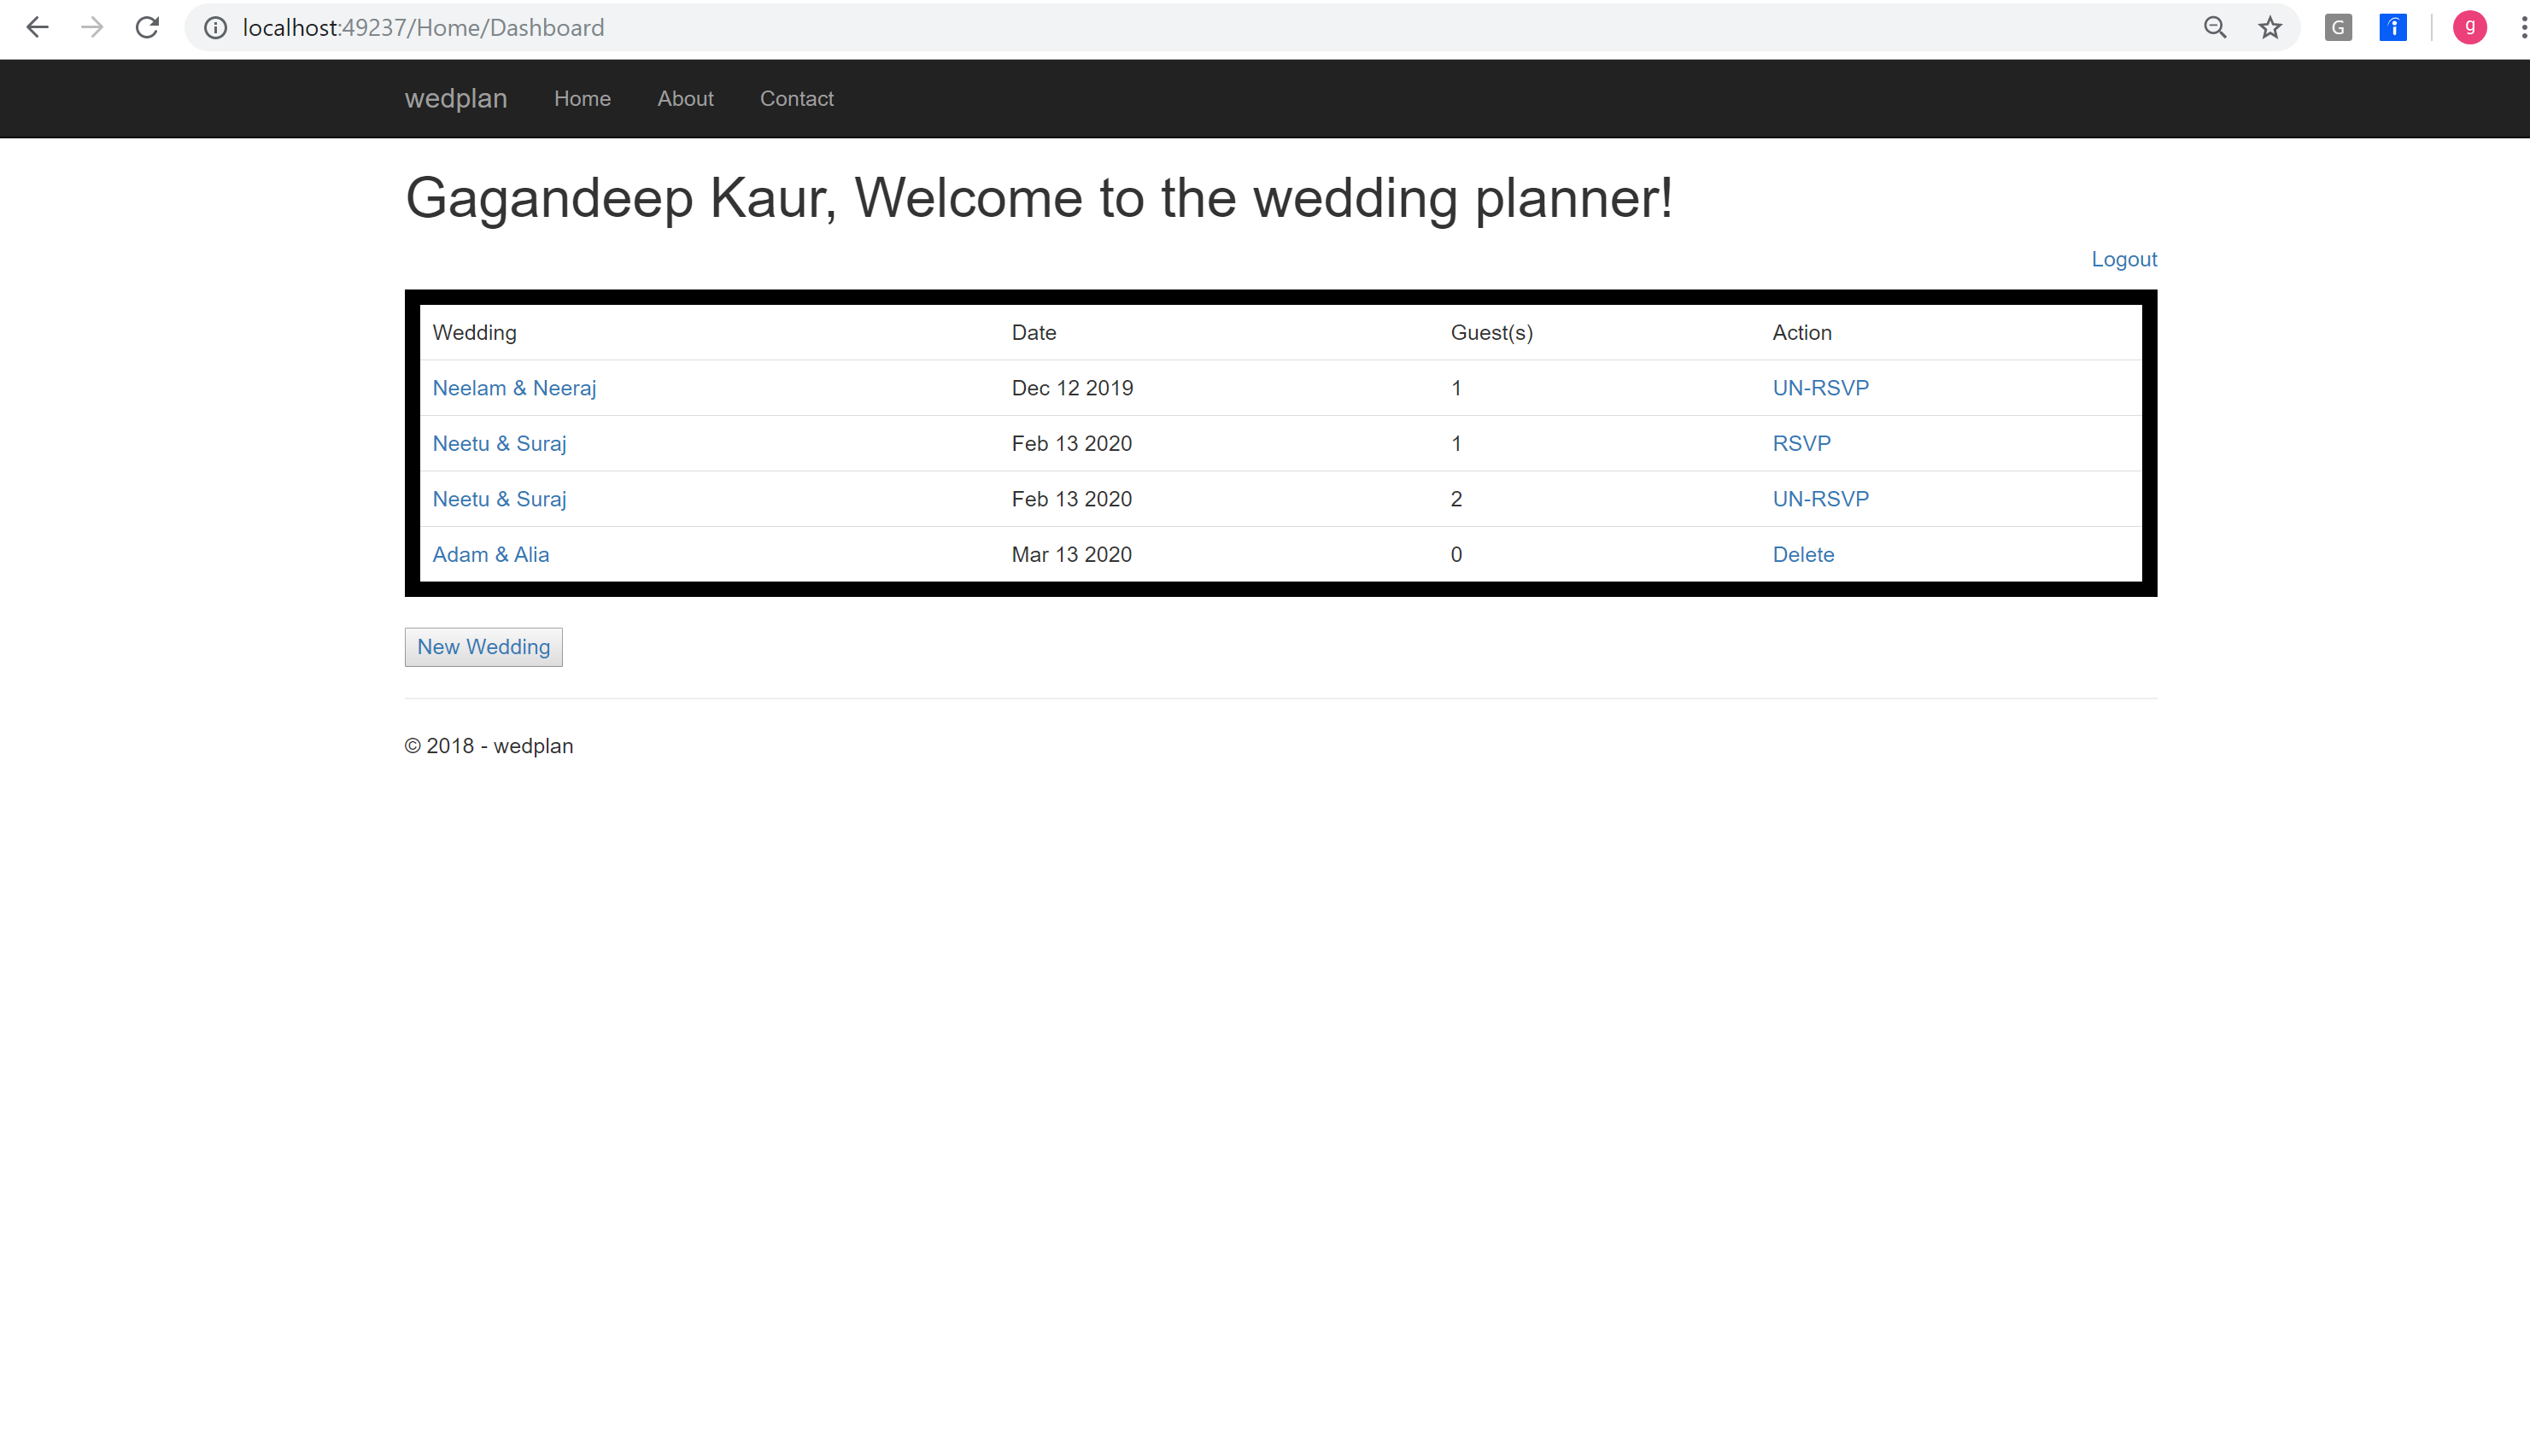 localhost:49237/Home/Dashboard
G
g
wedplan Home About Contact
Gagandeep Kaur, Welcome to the wedding planner!
Logout
Wedding Date Guest(s) Action
Neelam & Neeraj Dec 12 2019 1 UN-RSVP
Neetu & Suraj Feb 13 2020 1 RSVP
Neetu & Suraj Feb 13 2020 2 UN-RSVP
Adam & Alia Mar 13 2020 0 Delete
New Wedding
© 2018 - wedplan